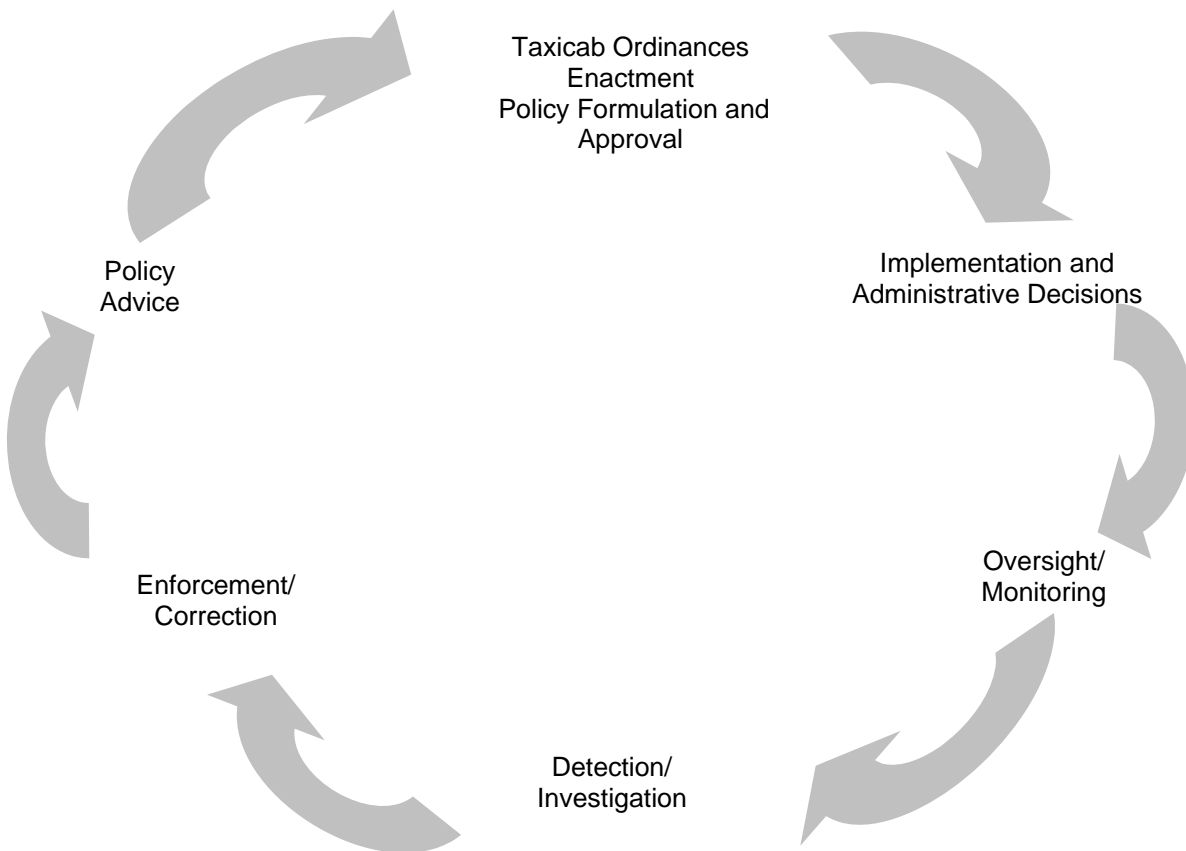 Taxicab Ordinances
Enactment
Policy Formulation and
Approval
Implementation and
Administrative Decisions
Oversight/
Monitoring
Detection/
Investigation
Enforcement/
Correction
Policy
Advice